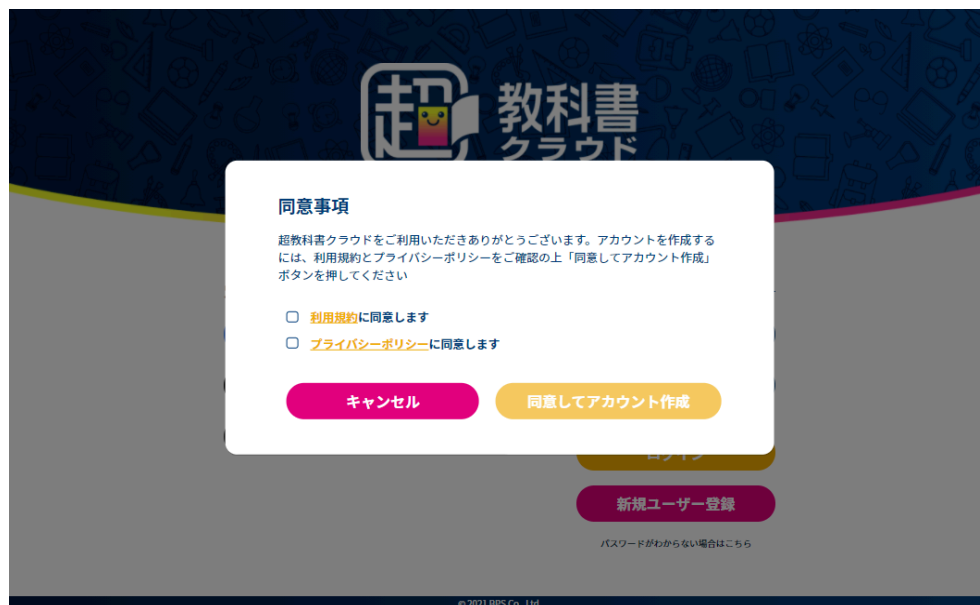 超
教科書
クラウド
同意事項
超教科書クラウドをご利用いただきありがとうございます。アカウントを作成する
には、利用規約とプライバシーポリシーをご確認の上「同意してアカウント作成」
ボタンを押してください
利用規約に同意します
プライバシーポリシーに同意します
キャンセル
同意してアカウント作成
ログイン
新規ユーザー登録
パスワードがわからない場合はこちら
© 2021 BPS Co., Ltd.